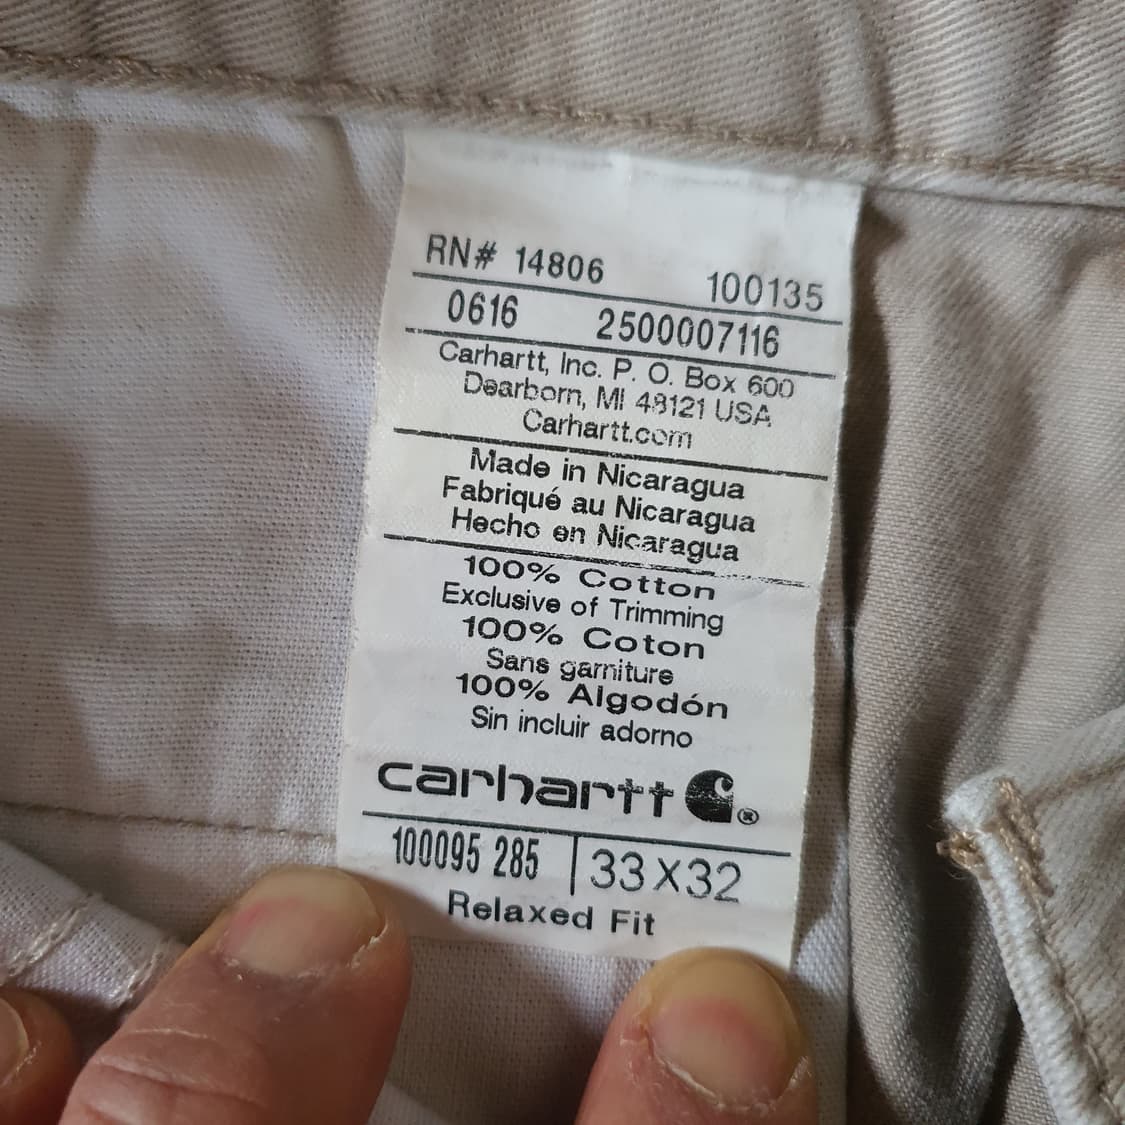 RN# 14806 100135
0616 2500007116
Carhartt, Inc. P. O. Box 600
Dearborn, MI 48121 USA
Carhartt.com
Made in Nicaragua
Fabriqué au Nicaragua
Hecho en Nicaragua
100% Cotton
Exclusive of Trimming
100% Coton
Sans garniture
100% Algodón
Sin incluir adorno
carhartt ®
100095 285 | 33X32
Relaxed Fit